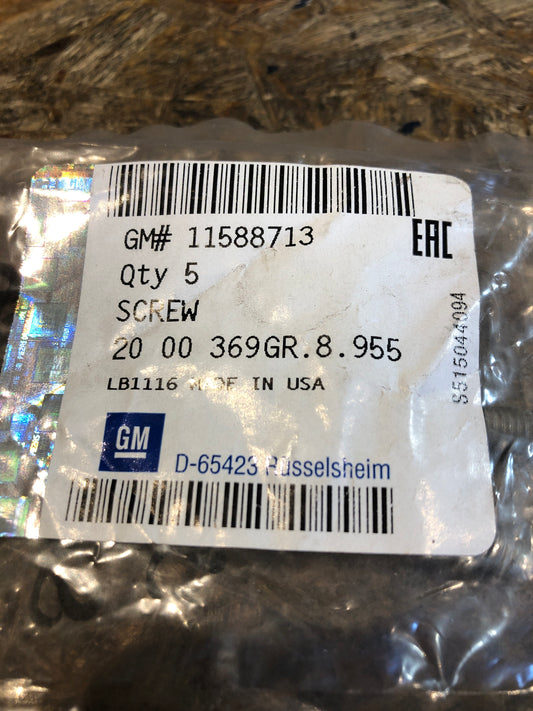 GM# 11588713
EAC
Qty 5
SCREW
20 00 369GR.8.955
LB1116 MADE IN USA
S515044094
GM
D-65423 Rüsselsheim